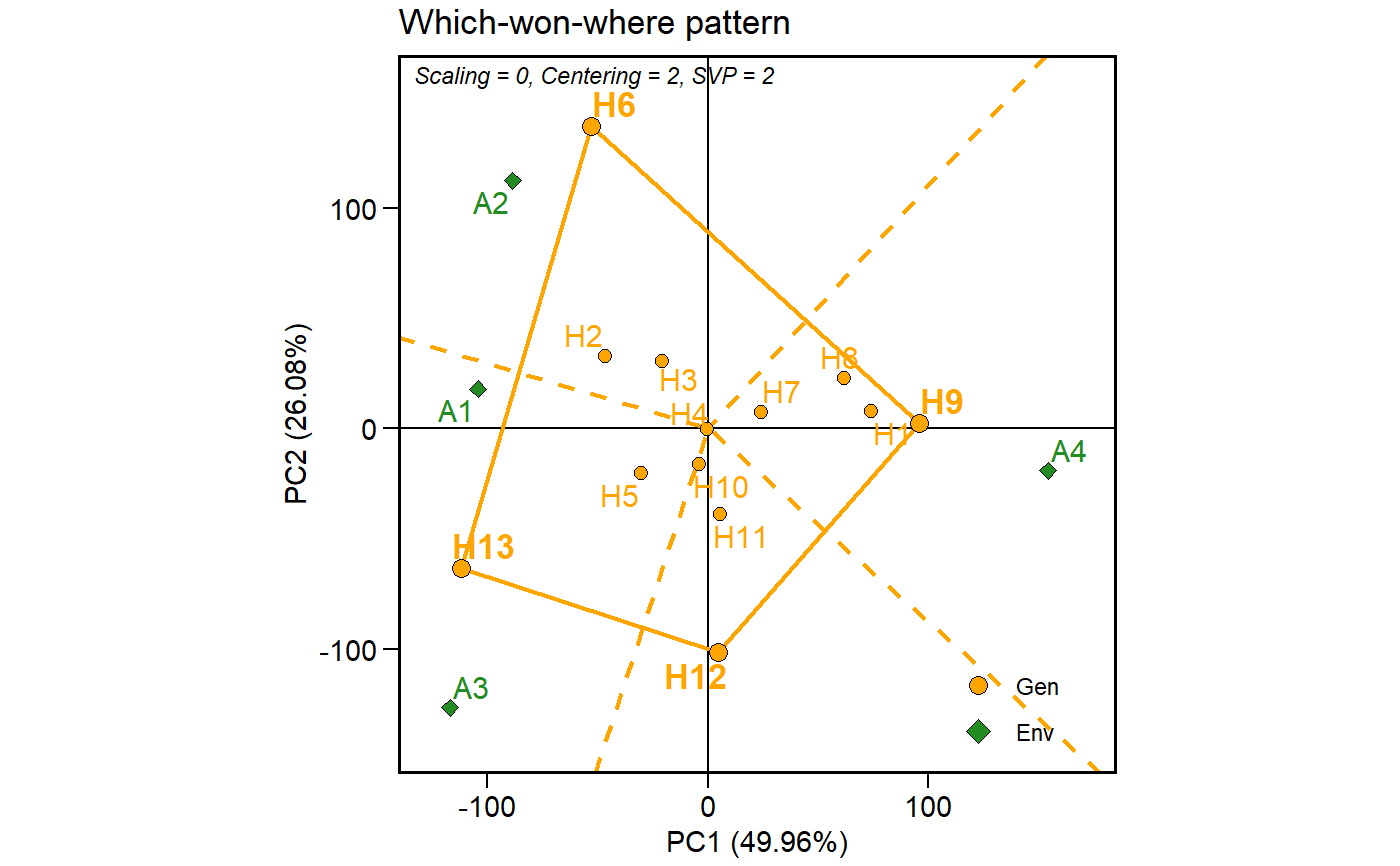 Which-won-where pattern
Scaling = 0, Centering = 2, SVP = 2
H6
A2
100
H2
H3
H8
H7
H9
A1
H4
H1
0
A4
H5
H10
H11
H13
-100
H12
A3
Gen
Env
-100
0
100
PC1 (49.96%)
PC2 (26.08%)